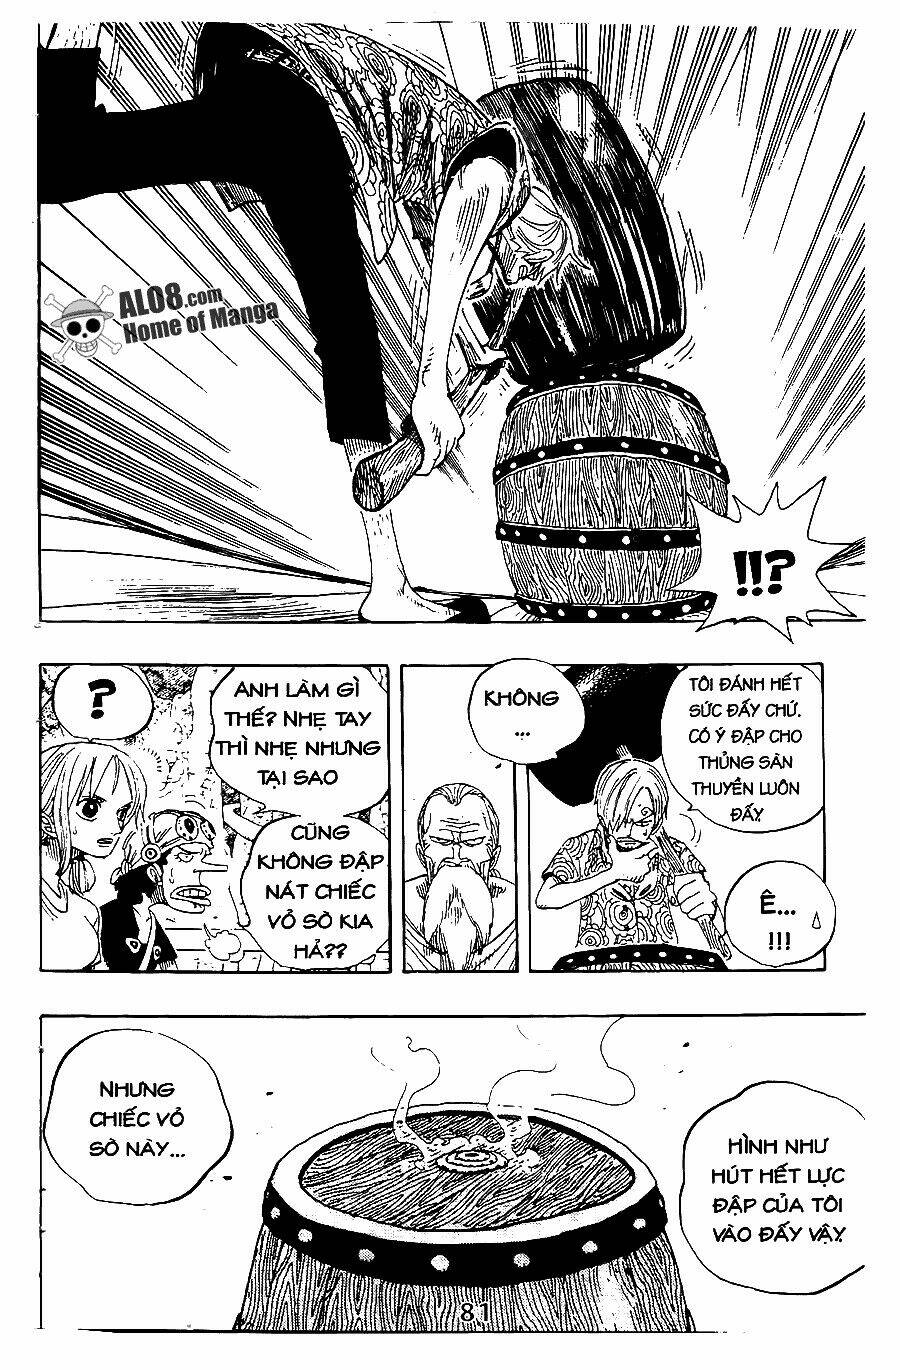 ALO8.com
Home of Manga
!!?
?
ANH LÀM GÌ
THẾ? NHẸ TAY
THÌ NHẸ NHƯNG
TẠI SAO
CŨNG
KHÔNG ĐẬP
NÁT CHIẾC
VỎ SÒ KIA
HẢ??
KHÔNG
...
TÔI ĐÁNH HẾT
SỨC ĐẤY CHỨ.
CÓ Ý ĐẬP CHO
THỦNG SÀN
THUYỀN LUÔN
ĐẤY.
Ê...
!!!
NHƯNG
CHIẾC VỎ
SÒ NÀY...
HÌNH NHƯ
HÚT HẾT LỰC
ĐẬP CỦA TÔI
VÀO ĐẤY VẬY.
81